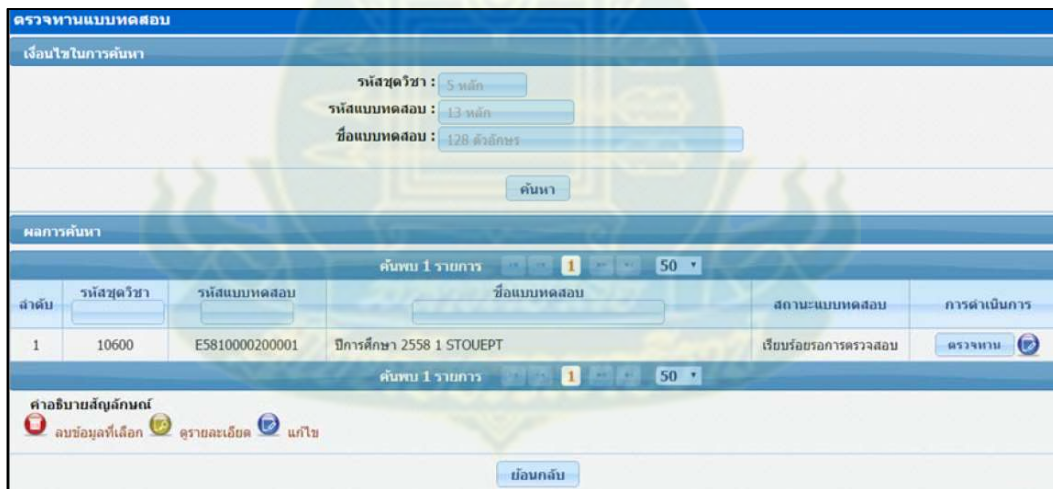 ตรวจทานแบบทดสอบ
เงื่อนไขในการค้นหา
รหัสชุดวิชา : 5 หลัก
รหัสแบบทดสอบ : 13 หลัก
ชื่อแบบทดสอบ : 128 ตัวอักษร
ค้นหา
ผลการค้นหา
ค้นพบ 1 รายการ 1 50
ลำดับ รหัสชุดวิชา รหัสแบบทดสอบ ชื่อแบบทดสอบ สถานะแบบทดสอบ การดำเนินการ
1 10600 E5810000200001 ปีการศึกษา 2558 1 STOUEPT เรียบร้อยรอการตรวจสอบ ตรวจทาน
ค้นพบ 1 รายการ 1 50
คำอธิบายสัญลักษณ์
ลบข้อมูลที่เลือก ดูรายละเอียด แก้ไข
ย้อนกลับ